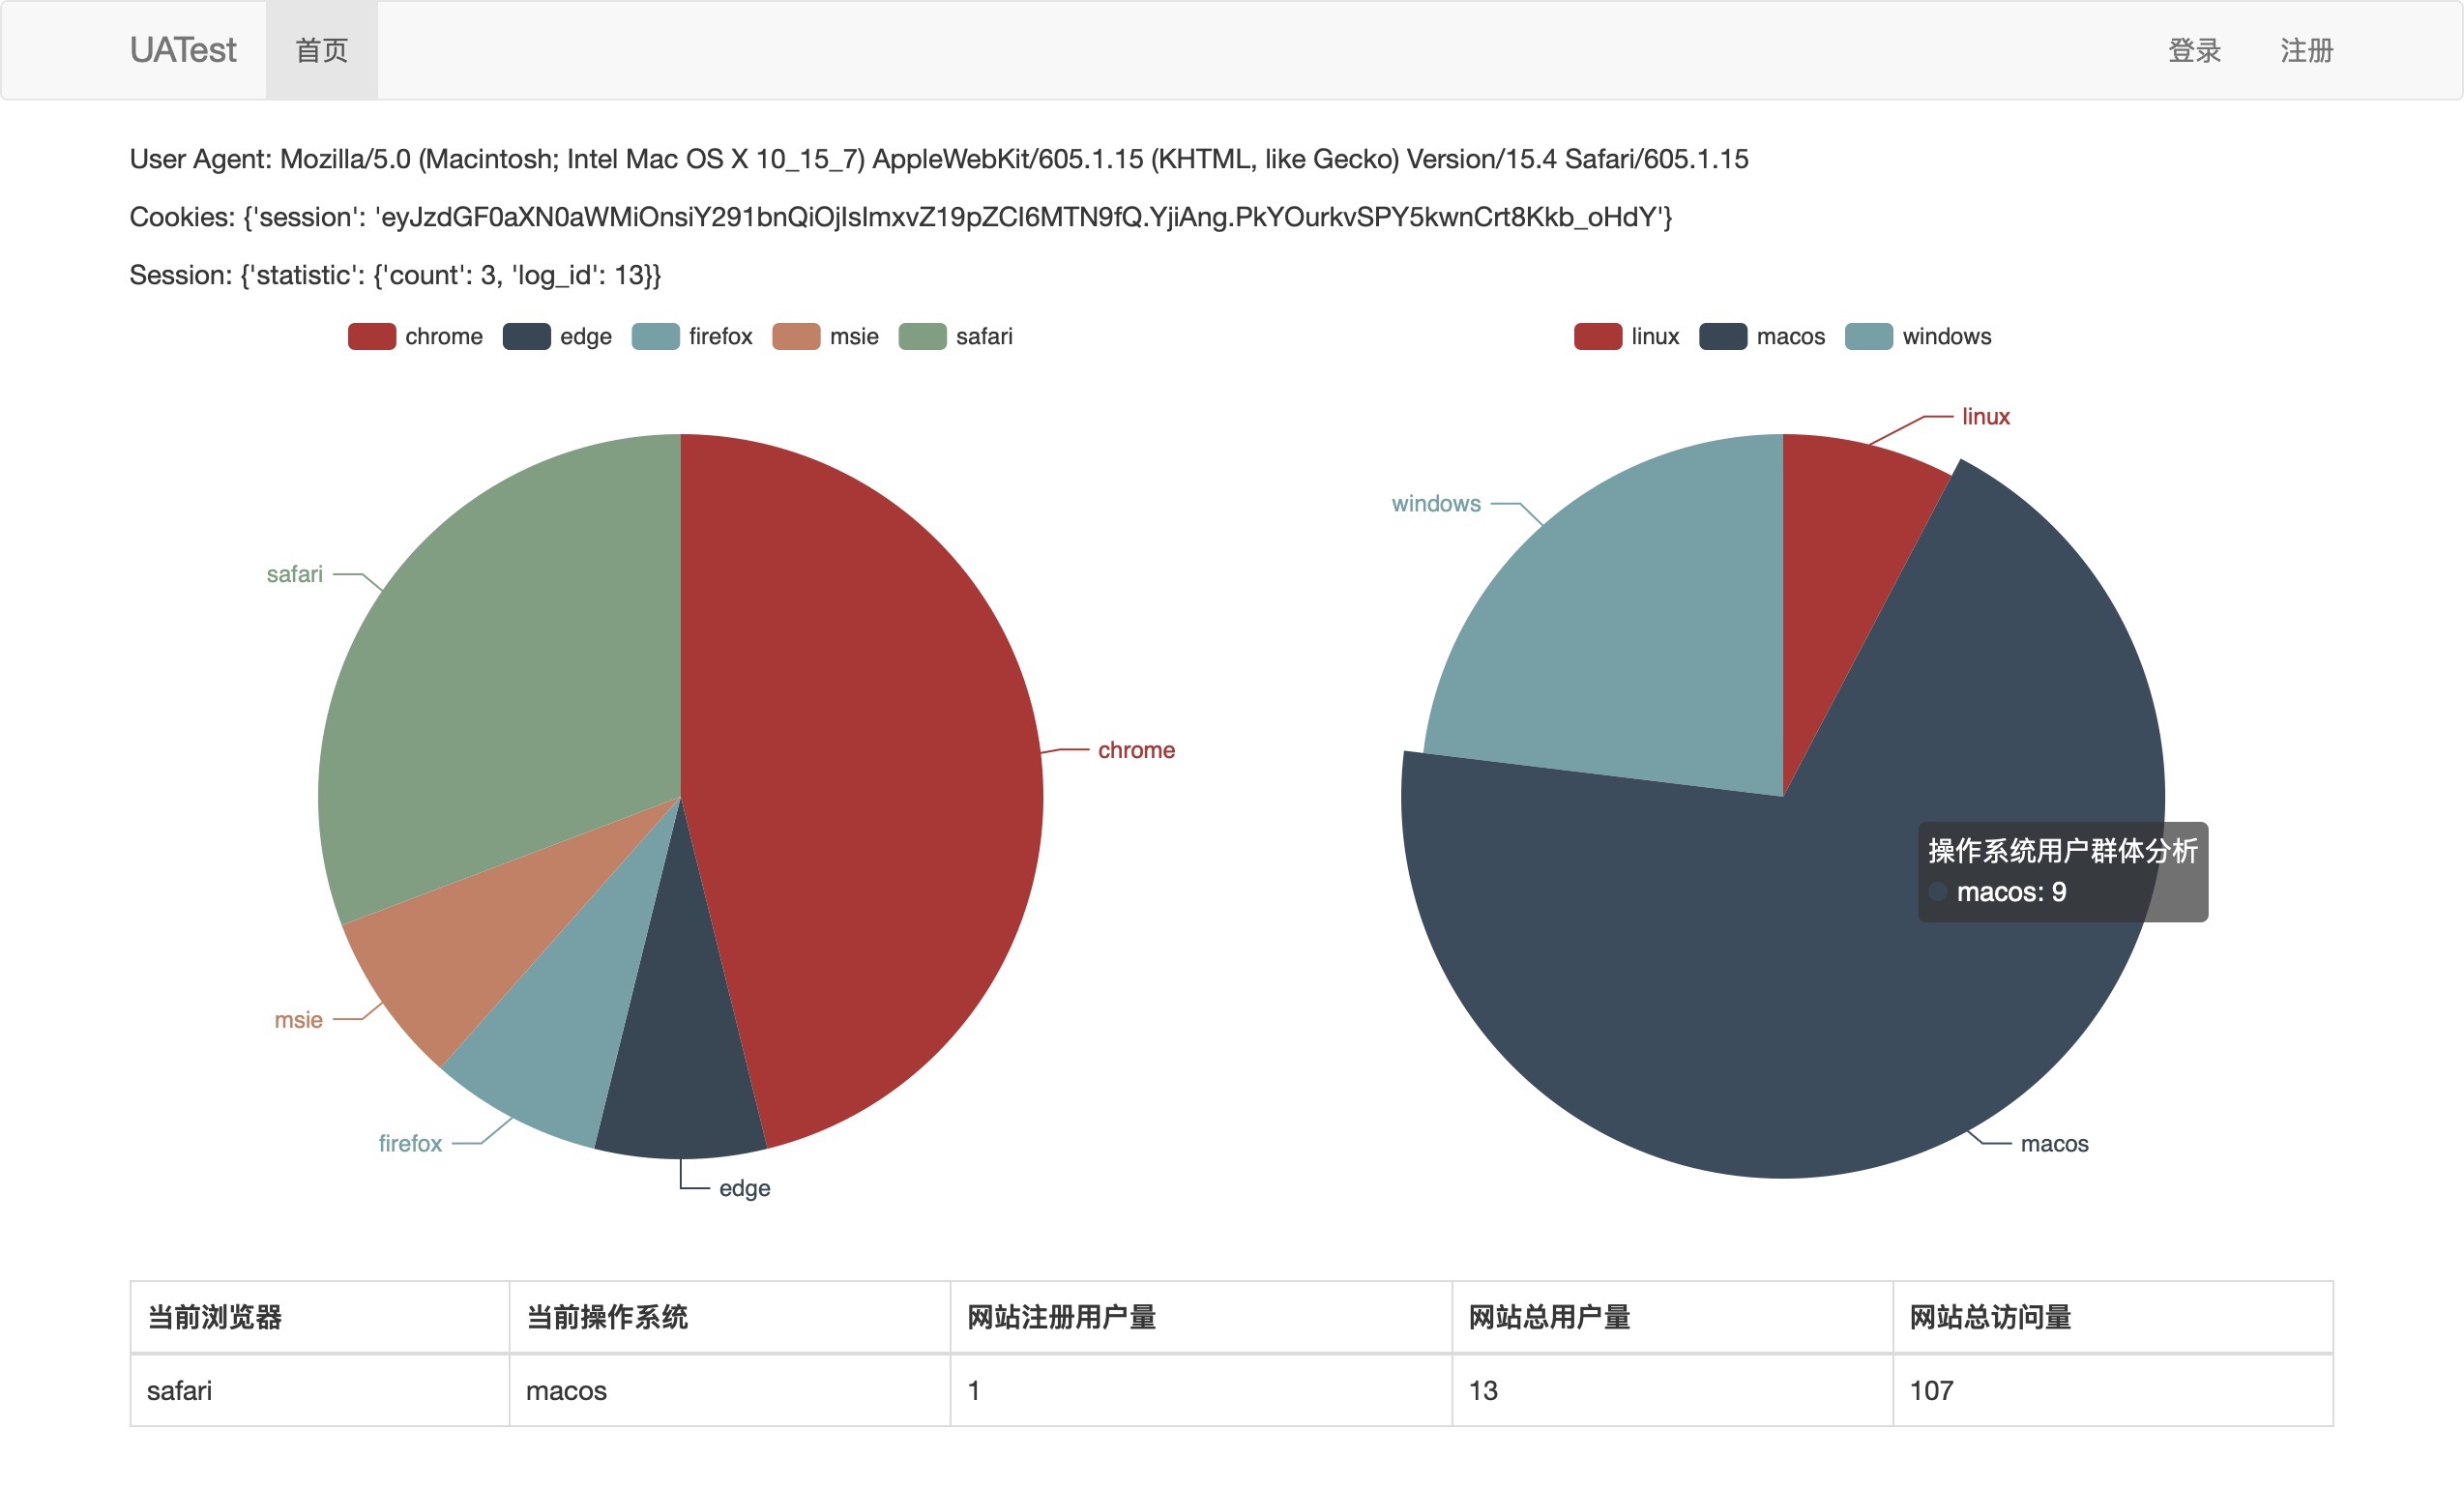 UATest 首页 登录 注册
User Agent: Mozilla/5.0 (Macintosh; Intel Mac OS X 10_15_7) AppleWebKit/605.1.15 (KHTML, like Gecko) Version/15.4 Safari/605.1.15
Cookies: {'session': 'eyJzdGF0aXN0aWMiOnsiY291bnQiOjIsImxvZ19pZCI6MTN9fQ.YjiAng.PkYOurkvSPY5kwnCrt8Kkb_oHdY'}
Session: {'statistic': {'count': 3, 'log_id': 13}}
chrome edge firefox msie safari
safari
chrome
msie
firefox
edge
linux macos windows
linux
windows
操作系统用户群体分析
macos: 9
macos
当前浏览器 当前操作系统 网站注册用户量 网站总用户量 网站总访问量
safari macos 1 13 107